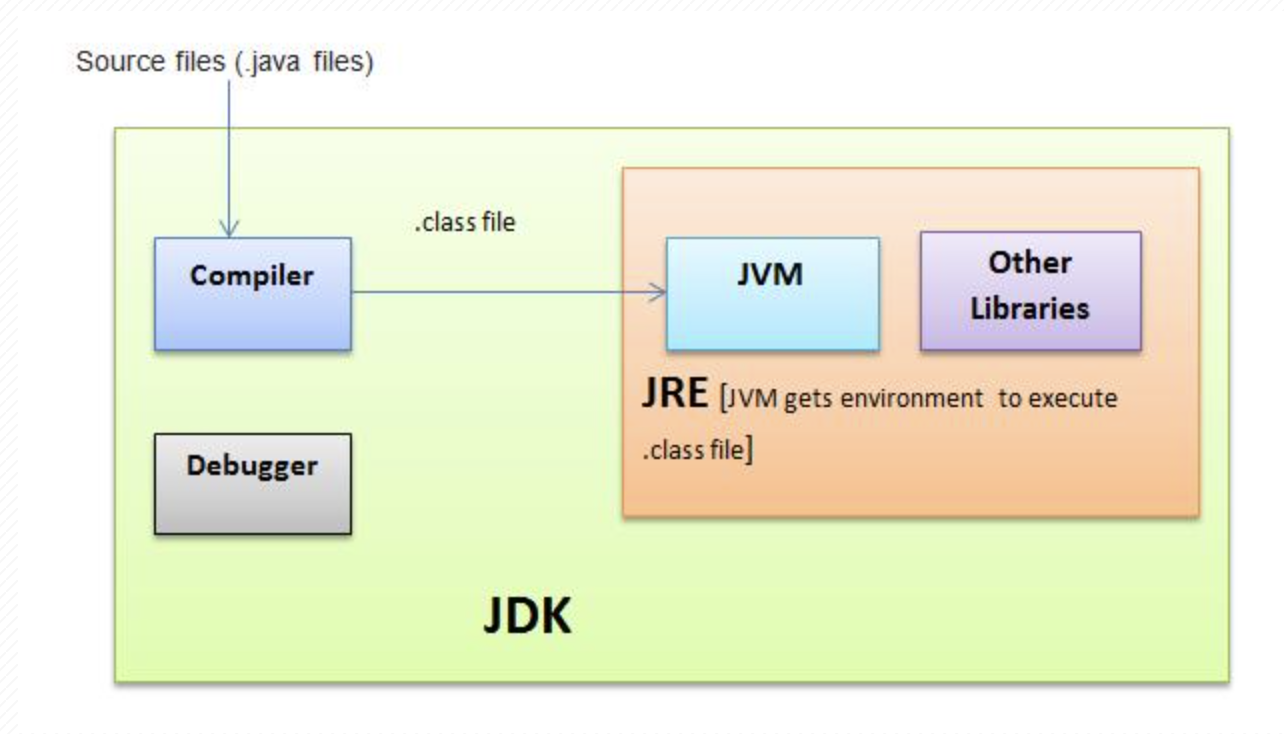 Source files (.java files)
.class file
Compiler
JVM
Other
Libraries
JRE [JVM gets environment to execute
.class file]
Debugger
JDK